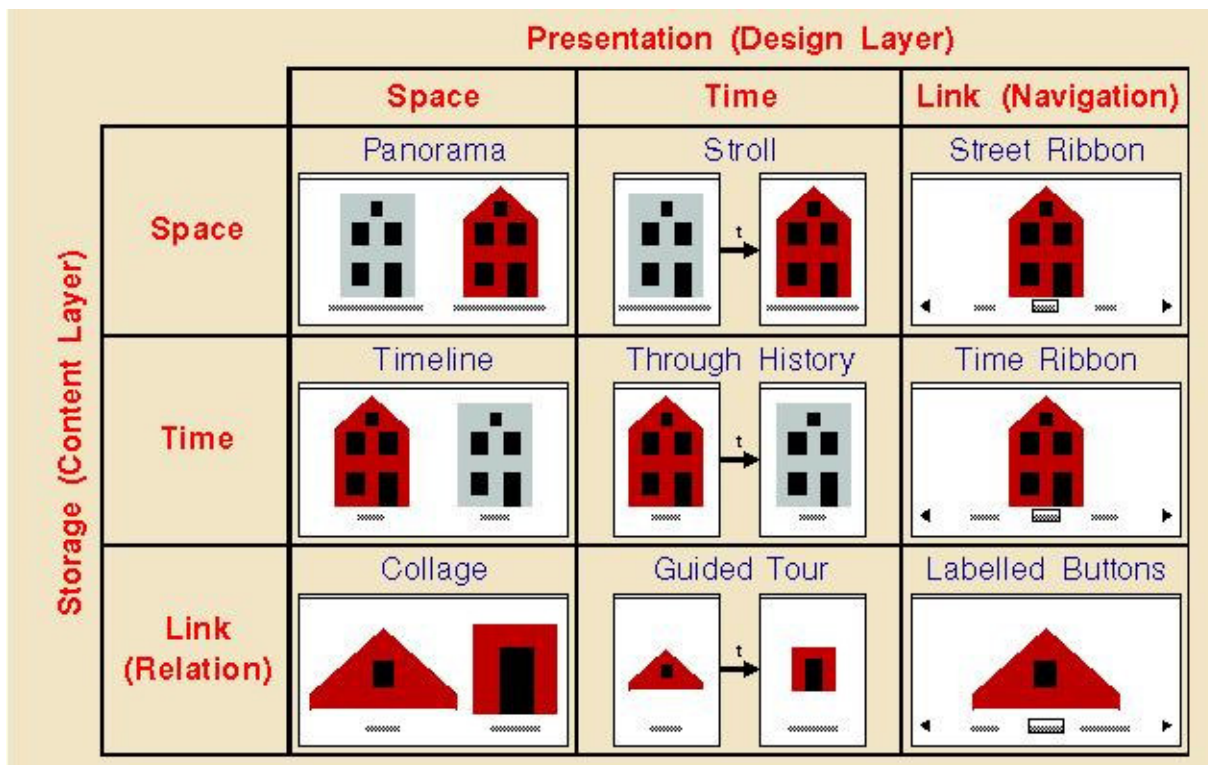 Presentation (Design Layer)
Space Time Link (Navigation)
Storage (Content Layer)
Space
Panorama Stroll Street Ribbon
t
Time
Timeline Through History Time Ribbon
t
Link
(Relation)
Collage Guided Tour Labelled Buttons
t